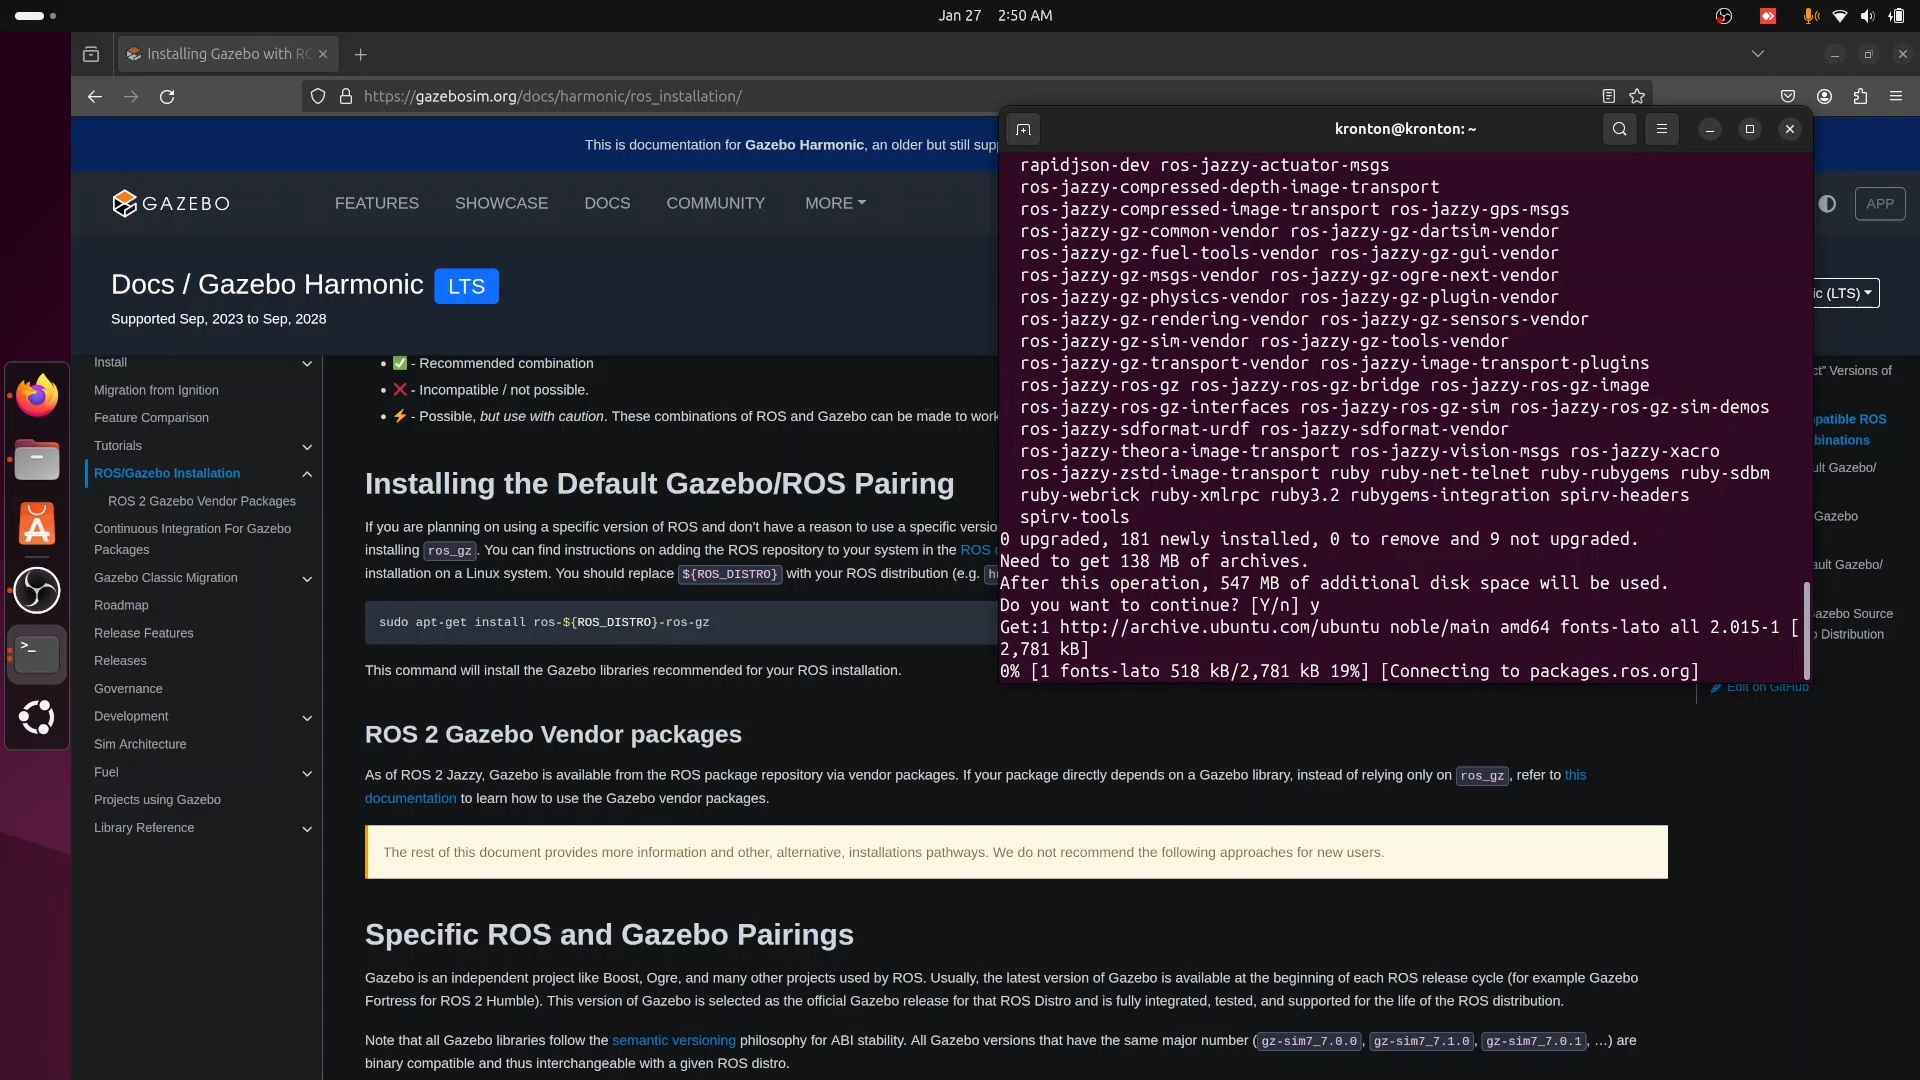 Jan 27 2:50 AM
Installing Gazebo with RO
https://gazebosim.org/docs/harmonic/ros_installation/
This is documentation for Gazebo Harmonic, an older but still supp
GAZEBO
FEATURES
SHOWCASE
DOCS
COMMUNITY
MORE
APP
Docs / Gazebo Harmonic LTS
Supported Sep, 2023 to Sep, 2028
ic (LTS)
Install
Migration from Ignition
Feature Comparison
Tutorials
ROS/Gazebo Installation
ROS 2 Gazebo Vendor Packages
Continuous Integration For Gazebo
Packages
Gazebo Classic Migration
Roadmap
Release Features
Releases
Governance
Development
Sim Architecture
Fuel
Projects using Gazebo
Library Reference
✅ - Recommended combination
❌ - Incompatible / not possible.
⚡ - Possible, but use with caution. These combinations of ROS and Gazebo can be made to work
Installing the Default Gazebo/ROS Pairing
If you are planning on using a specific version of ROS and don't have a reason to use a specific versio
installing ros_gz. You can find instructions on adding the ROS repository to your system in the ROS
installation on a Linux system. You should replace ${ROS_DISTRO} with your ROS distribution (e.g.
sudo apt-get install ros-${ROS_DISTRO}-ros-gz
This command will install the Gazebo libraries recommended for your ROS installation.
ROS 2 Gazebo Vendor packages
As of ROS 2 Jazzy, Gazebo is available from the ROS package repository via vendor packages. If your package directly depends on a Gazebo library, instead of relying only on ros_gz, refer to this
documentation to learn how to use the Gazebo vendor packages.
The rest of this document provides more information and other, alternative, installations pathways. We do not recommend the following approaches for new users.
Specific ROS and Gazebo Pairings
Gazebo is an independent project like Boost, Ogre, and many other projects used by ROS. Usually, the latest version of Gazebo is available at the beginning of each ROS release cycle (for example Gazebo
Fortress for ROS 2 Humble). This version of Gazebo is selected as the official Gazebo release for that ROS Distro and is fully integrated, tested, and supported for the life of the ROS distribution.
Note that all Gazebo libraries follow the semantic versioning philosophy for ABI stability. All Gazebo versions that have the same major number (gz-sim7_7.0.0, gz-sim7_7.1.0, gz-sim7_7.0.1, …) are
binary compatible and thus interchangeable with a given ROS distro.
kronton@kronton: ~
rapidjson-dev ros-jazzy-actuator-msgs
ros-jazzy-compressed-depth-image-transport
ros-jazzy-compressed-image-transport ros-jazzy-gps-msgs
ros-jazzy-gz-common-vendor ros-jazzy-gz-dartsim-vendor
ros-jazzy-gz-fuel-tools-vendor ros-jazzy-gz-gui-vendor
ros-jazzy-gz-msgs-vendor ros-jazzy-gz-ogre-next-vendor
ros-jazzy-gz-physics-vendor ros-jazzy-gz-plugin-vendor
ros-jazzy-gz-rendering-vendor ros-jazzy-gz-sensors-vendor
ros-jazzy-gz-sim-vendor ros-jazzy-gz-tools-vendor
ros-jazzy-gz-transport-vendor ros-jazzy-image-transport-plugins
ros-jazzy-ros-gz ros-jazzy-ros-gz-bridge ros-jazzy-ros-gz-image
ros-jazzy-ros-gz-interfaces ros-jazzy-ros-gz-sim ros-jazzy-ros-gz-sim-demos
ros-jazzy-sdformat-urdf ros-jazzy-sdformat-vendor
ros-jazzy-theora-image-transport ros-jazzy-vision-msgs ros-jazzy-xacro
ros-jazzy-zstd-image-transport ruby ruby-net-telnet ruby-rubygems ruby-sdbm
ruby-webrick ruby-xmlrpc ruby3.2 rubygems-integration spirv-headers
spirv-tools
0 upgraded, 181 newly installed, 0 to remove and 9 not upgraded.
Need to get 138 MB of archives.
After this operation, 547 MB of additional disk space will be used.
Do you want to continue? [Y/n] y
Get:1 http://archive.ubuntu.com/ubuntu noble/main amd64 fonts-lato all 2.015-1 [
2,781 kB]
0% [1 fonts-lato 518 kB/2,781 kB 19%] [Connecting to packages.ros.org]
ct" Versions of
patible ROS
binations
ult Gazebo/
Gazebo
ault Gazebo/
azebo Source
Distribution
Edit on GitHub